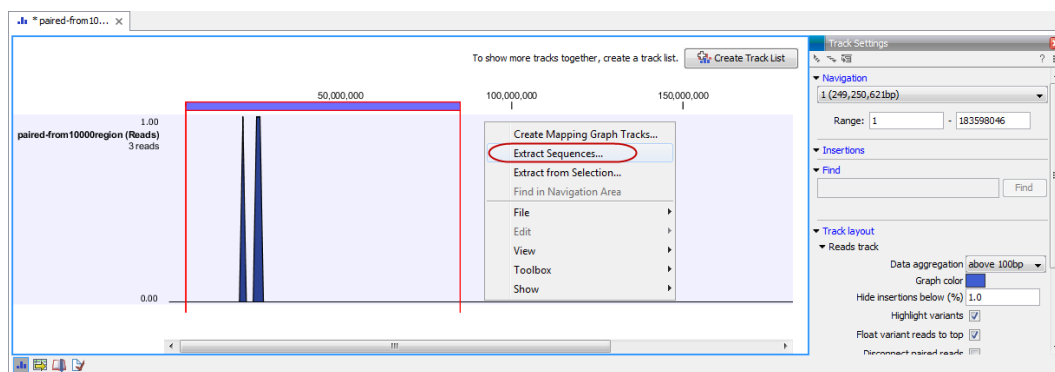 * paired-from10...
To show more tracks together, create a track list.
Create Track List
50,000,000
100,000,000
150,000,000
1.00
paired-from10000region (Reads)
3 reads
0.00
Create Mapping Graph Tracks...
Extract Sequences...
Extract from Selection...
Find in Navigation Area
File
Edit
View
Toolbox
Show
Track Settings
?
Navigation
1 (249,250,621bp)
Range: 1 - 183598046
Insertions
Find
Find
Track layout
Reads track
Data aggregation above 100bp
Graph color
Hide insertions below (%) 1.0
Highlight variants
Float variant reads to top
Disconnect paired reads